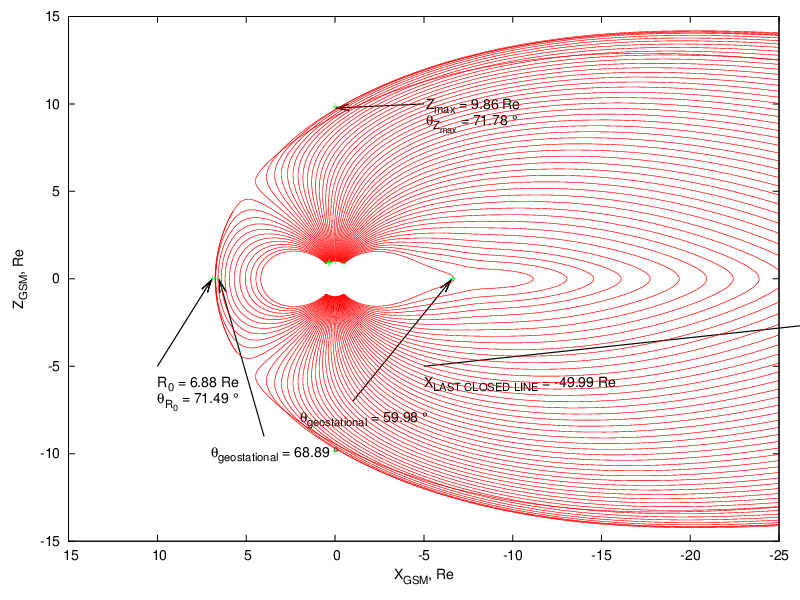 15
10
5
0
-5
-10
-15
Z_GSM, Re
Z_max = 9.86 Re
θ_Z_max = 71.78 °
R_0 = 6.88 Re
θ_R_0 = 71.49 °
X_LAST CLOSED LINE = -49.99 Re
θ_geostational = 59.98 °
θ_geostational = 68.89 °
15 10 5 0 -5 -10 -15 -20 -25
X_GSM, Re